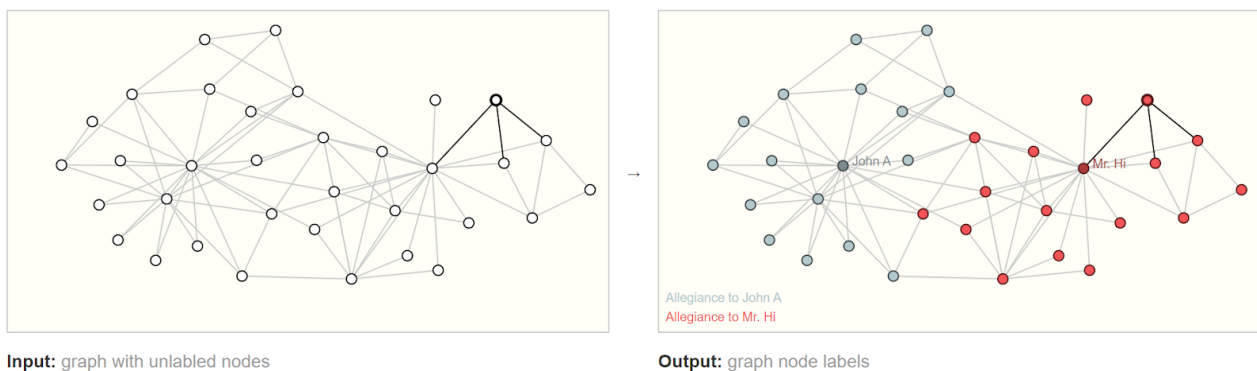 →
John A
Mr. Hi
Allegiance to John A
Allegiance to Mr. Hi
Input: graph with unlabled nodes
Output: graph node labels